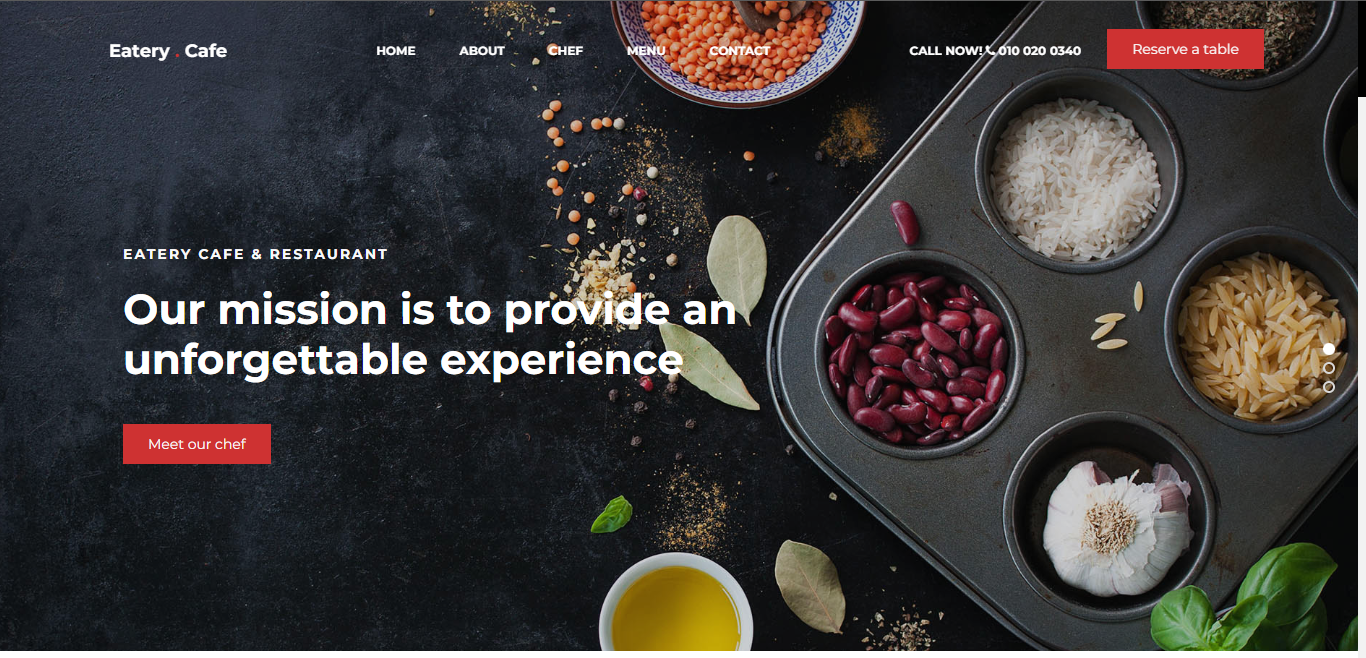 Eatery . Cafe
HOME ABOUT CHEF MENU CONTACT
CALL NOW! 010 020 0340
Reserve a table
EATERY CAFE & RESTAURANT
Our mission is to provide an
unforgettable experience
Meet our chef